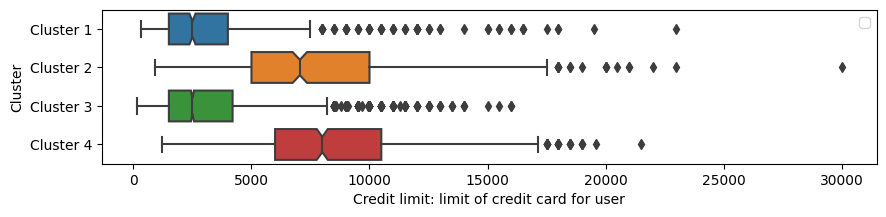 Cluster
Cluster 1
Cluster 2
Cluster 3
Cluster 4
0 5000 10000 15000 20000 25000 30000
Credit limit: limit of credit card for user